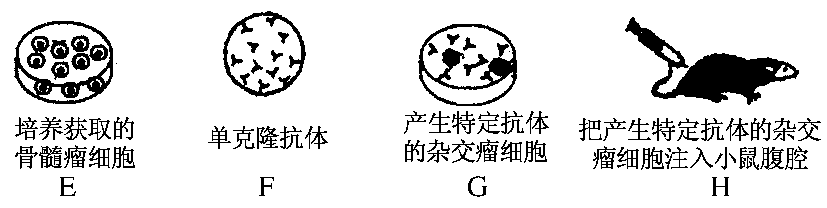 培养获取的
骨髓瘤细胞
E
单克隆抗体
F
产生特定抗体
的杂交瘤细胞
G
把产生特定抗体的杂交
瘤细胞注入小鼠腹腔
H